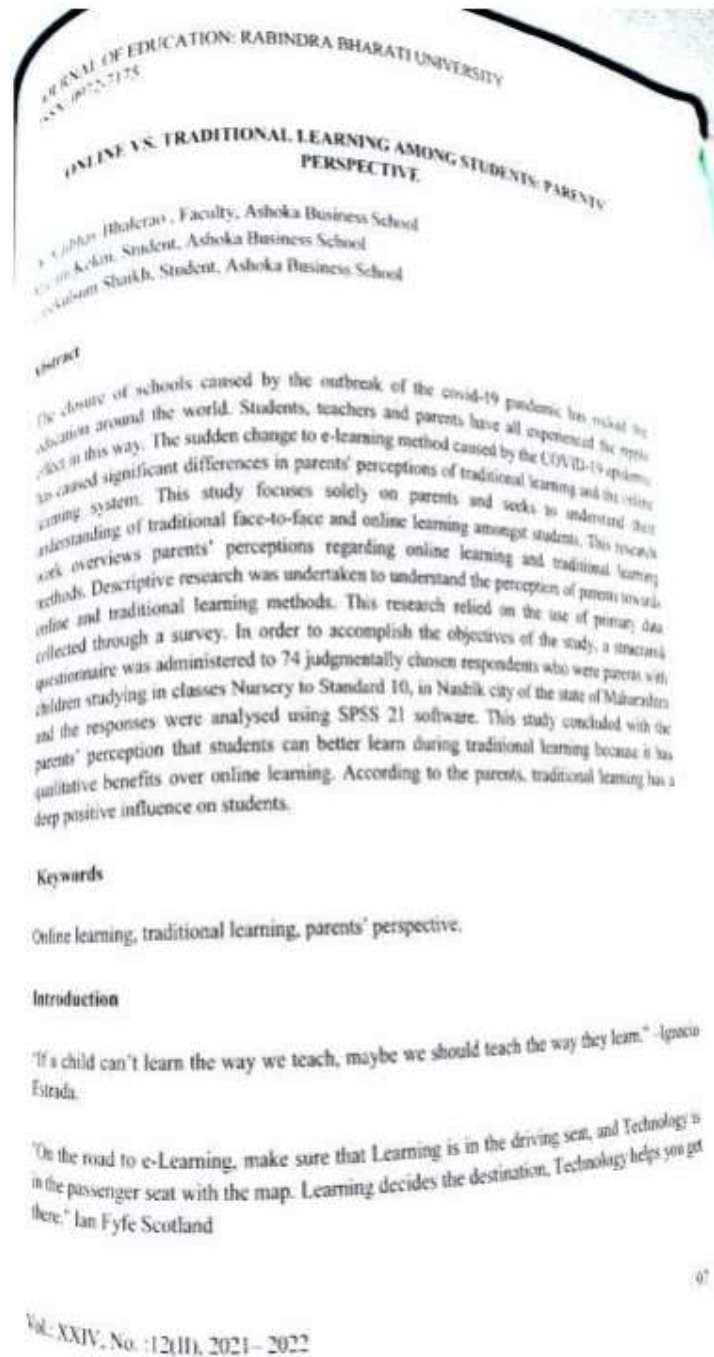 JOURNAL OF EDUCATION: RABINDRA BHARATI UNIVERSITY
ISSN: 0972-7175
ONLINE VS. TRADITIONAL LEARNING AMONG STUDENTS: PARENTS'
PERSPECTIVE
Bhalerao , Faculty, Ashoka Business School
Student, Ashoka Business School
Shaikh, Student, Ashoka Business School
Abstract
The closure of schools caused by the outbreak of the covid-19 pandemic has the
education around the world. Students, teachers and parents have all experienced the ripple
effect in this way. The sudden change to e-learning method caused by the COVID-19 epidemic
has caused significant differences in parents' perceptions of traditional learning and the online
learning system. This study focuses solely on parents and seeks to understand their
understanding of traditional face-to-face and online learning amongst students. This research
work overviews parents' perceptions regarding online learning and traditional learning
methods. Descriptive research was undertaken to understand the perception of parents towards
online and traditional learning methods. This research relied on the use of primary data
collected through a survey. In order to accomplish the objectives of the study, a structured
questionnaire was administered to 74 judgmentally chosen respondents who were parents with
children studying in classes Nursery to Standard 10, in Nashik city of the state of Maharashtra
and the responses were analysed using SPSS 21 software. This study concluded with the
parents' perception that students can better learn during traditional learning because it has
qualitative benefits over online learning. According to the parents, traditional learning has a
deep positive influence on students.
Keywords
Online learning, traditional learning, parents' perspective.
Introduction
"If a child can't learn the way we teach, maybe we should teach the way they learn." -Ignacio
Estrada.
"On the road to e-Learning, make sure that Learning is in the driving seat, and Technology is
in the passenger seat with the map. Learning decides the destination, Technology helps you get
there." Ian Fyfe Scotland
97
Vol.: XXIV, No. :12(II), 2021– 2022